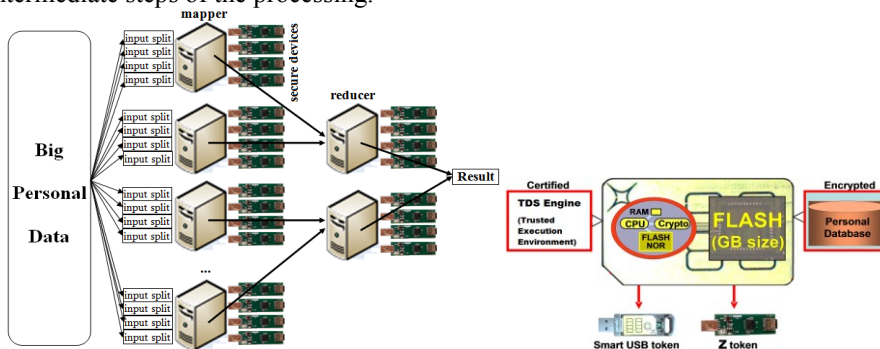 ntermediate steps of the processing.
mapper
input split
input split
input split
input split
secure devices
reducer
input split
input split
input split
input split
Big
Personal
Data
Result
input split
input split
input split
input split
...
input split
input split
input split
input split
Certified
TDS Engine
(Trusted
Execution
Environment)
RAM
CPU
Crypto
FLASH
NOR
FLASH
(GB size)
Encrypted
Personal
Database
Smart USB token
Z token